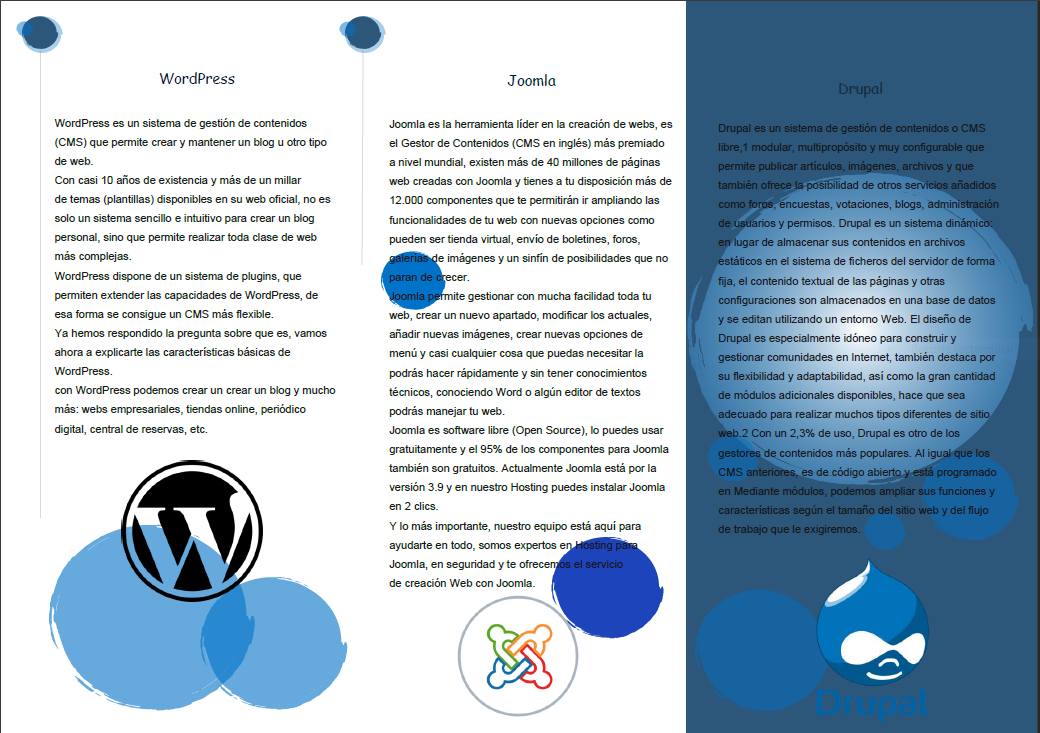 WordPress
WordPress es un sistema de gestión de contenidos
(CMS) que permite crear y mantener un blog u otro tipo
de web.
Con casi 10 años de existencia y más de un millar
de temas (plantillas) disponibles en su web oficial, no es
solo un sistema sencillo e intuitivo para crear un blog
personal, sino que permite realizar toda clase de web
más complejas.
WordPress dispone de un sistema de plugins, que
permiten extender las capacidades de WordPress, de
esa forma se consigue un CMS más flexible.
Ya hemos respondido la pregunta sobre que es, vamos
ahora a explicarte las características básicas de
WordPress.
con WordPress podemos crear un crear un blog y mucho
más: webs empresariales, tiendas online, periódico
digital, central de reservas, etc.
Joomla
Joomla es la herramienta líder en la creación de webs, es
el Gestor de Contenidos (CMS en inglés) más premiado
a nivel mundial, existen más de 40 millones de páginas
web creadas con Joomla y tienes a tu disposición más de
12.000 componentes que te permitirán ir ampliando las
funcionalidades de tu web con nuevas opciones como
pueden ser tienda virtual, envío de boletines, foros,
galerías de imágenes y un sinfín de posibilidades que no
paran de crecer.
Joomla permite gestionar con mucha facilidad toda tu
web, crear un nuevo apartado, modificar los actuales,
añadir nuevas imágenes, crear nuevas opciones de
menú y casi cualquier cosa que puedas necesitar la
podrás hacer rápidamente y sin tener conocimientos
técnicos, conociendo Word o algún editor de textos
podrás manejar tu web.
Joomla es software libre (Open Source), lo puedes usar
gratuitamente y el 95% de los componentes para Joomla
también son gratuitos. Actualmente Joomla está por la
versión 3.9 y en nuestro Hosting puedes instalar Joomla
en 2 clics.
Y lo más importante, nuestro equipo está aquí para
ayudarte en todo, somos expertos en Hosting para
Joomla, en seguridad y te ofrecemos el servicio
de creación Web con Joomla.
Drupal
Drupal es un sistema de gestión de contenidos o CMS
libre,1 modular, multipropósito y muy configurable que
permite publicar artículos, imágenes, archivos y que
también ofrece la posibilidad de otros servicios añadidos
como foros, encuestas, votaciones, blogs, administración
de usuarios y permisos. Drupal es un sistema dinámico:
en lugar de almacenar sus contenidos en archivos
estáticos en el sistema de ficheros del servidor de forma
fija, el contenido textual de las páginas y otras
configuraciones son almacenados en una base de datos
y se editan utilizando un entorno Web. El diseño de
Drupal es especialmente idóneo para construir y
gestionar comunidades en Internet, también destaca por
su flexibilidad y adaptabilidad, así como la gran cantidad
de módulos adicionales disponibles, hace que sea
adecuado para realizar muchos tipos diferentes de sitio
web.2 Con un 2,3% de uso, Drupal es otro de los
gestores de contenidos más populares. Al igual que los
CMS anteriores, es de código abierto y está programado
en Mediante módulos, podemos ampliar sus funciones y
características según el tamaño del sitio web y del flujo
de trabajo que le exigiremos.
Drupal